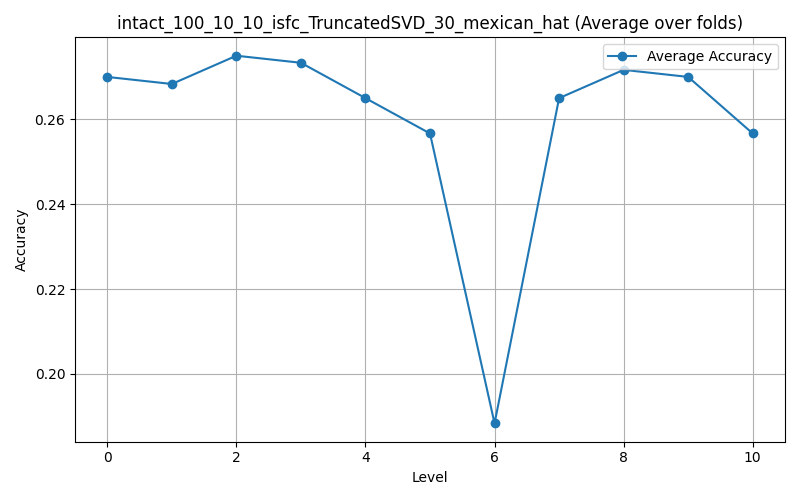 intact_100_10_10_isfc_TruncatedSVD_30_mexican_hat (Average over folds)
Average Accuracy
0.26
0.24
0.22
0.20
Accuracy
0 2 4 6 8 10
Level